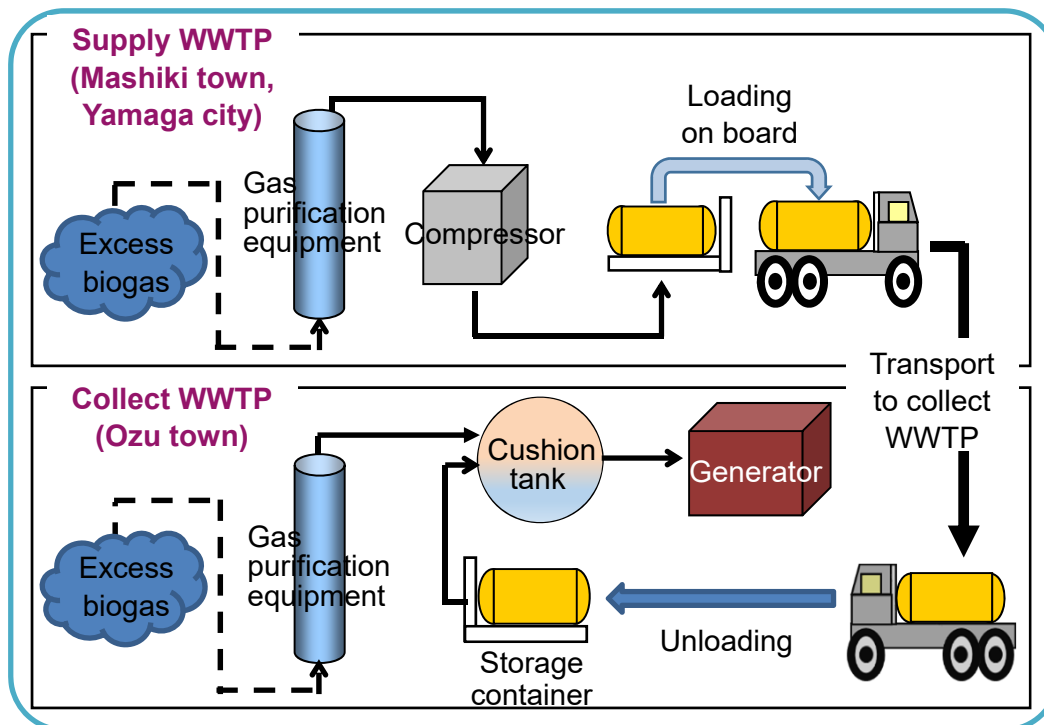 Supply WWTP
(Mashiki town,
Yamaga city)
Loading
on board
Gas
purification
equipment
Compressor
Excess
biogas
Transport
to collect
WWTP
Collect WWTP
(Ozu town)
Cushion
tank
Generator
Gas
purification
equipment
Excess
biogas
Unloading
Storage
container